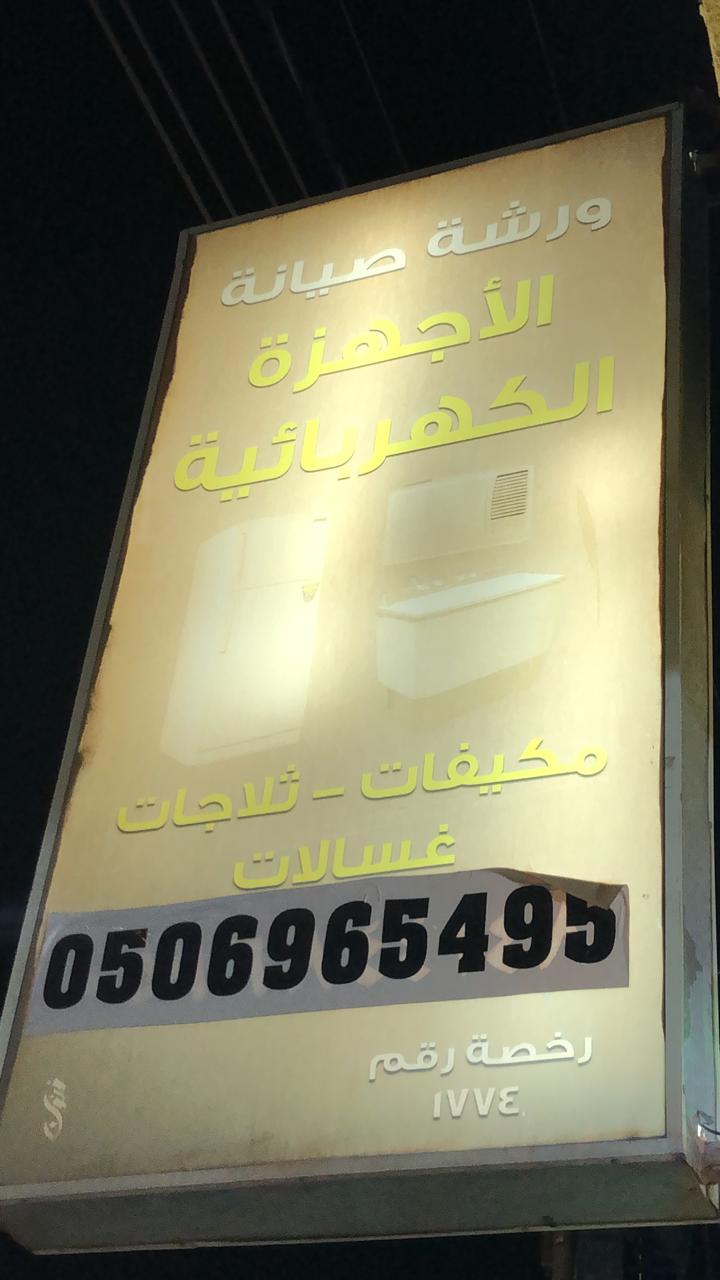 ورشة صيانة
الأجهزة
الكهربائية
مكيفات - ثلاجات
غسالات
0506965495
رخصة رقم
١٧٧٤